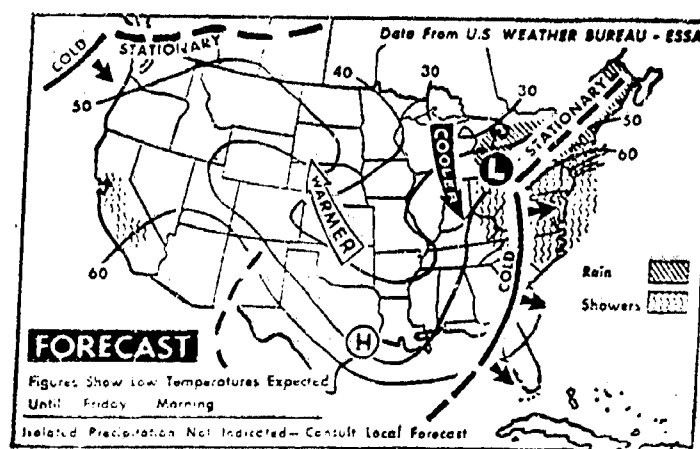 Data From U.S WEATHER BUREAU - ESSA
COLD
STATIONARY
50
40
30
30
STATIONARY
50
60
COOLER
L
WARMER
60
COLD
H
Rain
Showers
FORECAST
Figures Show Low Temperatures Expected
Until Friday Morning
Isolated Precipitation Not Indicated - Consult Local Forecast